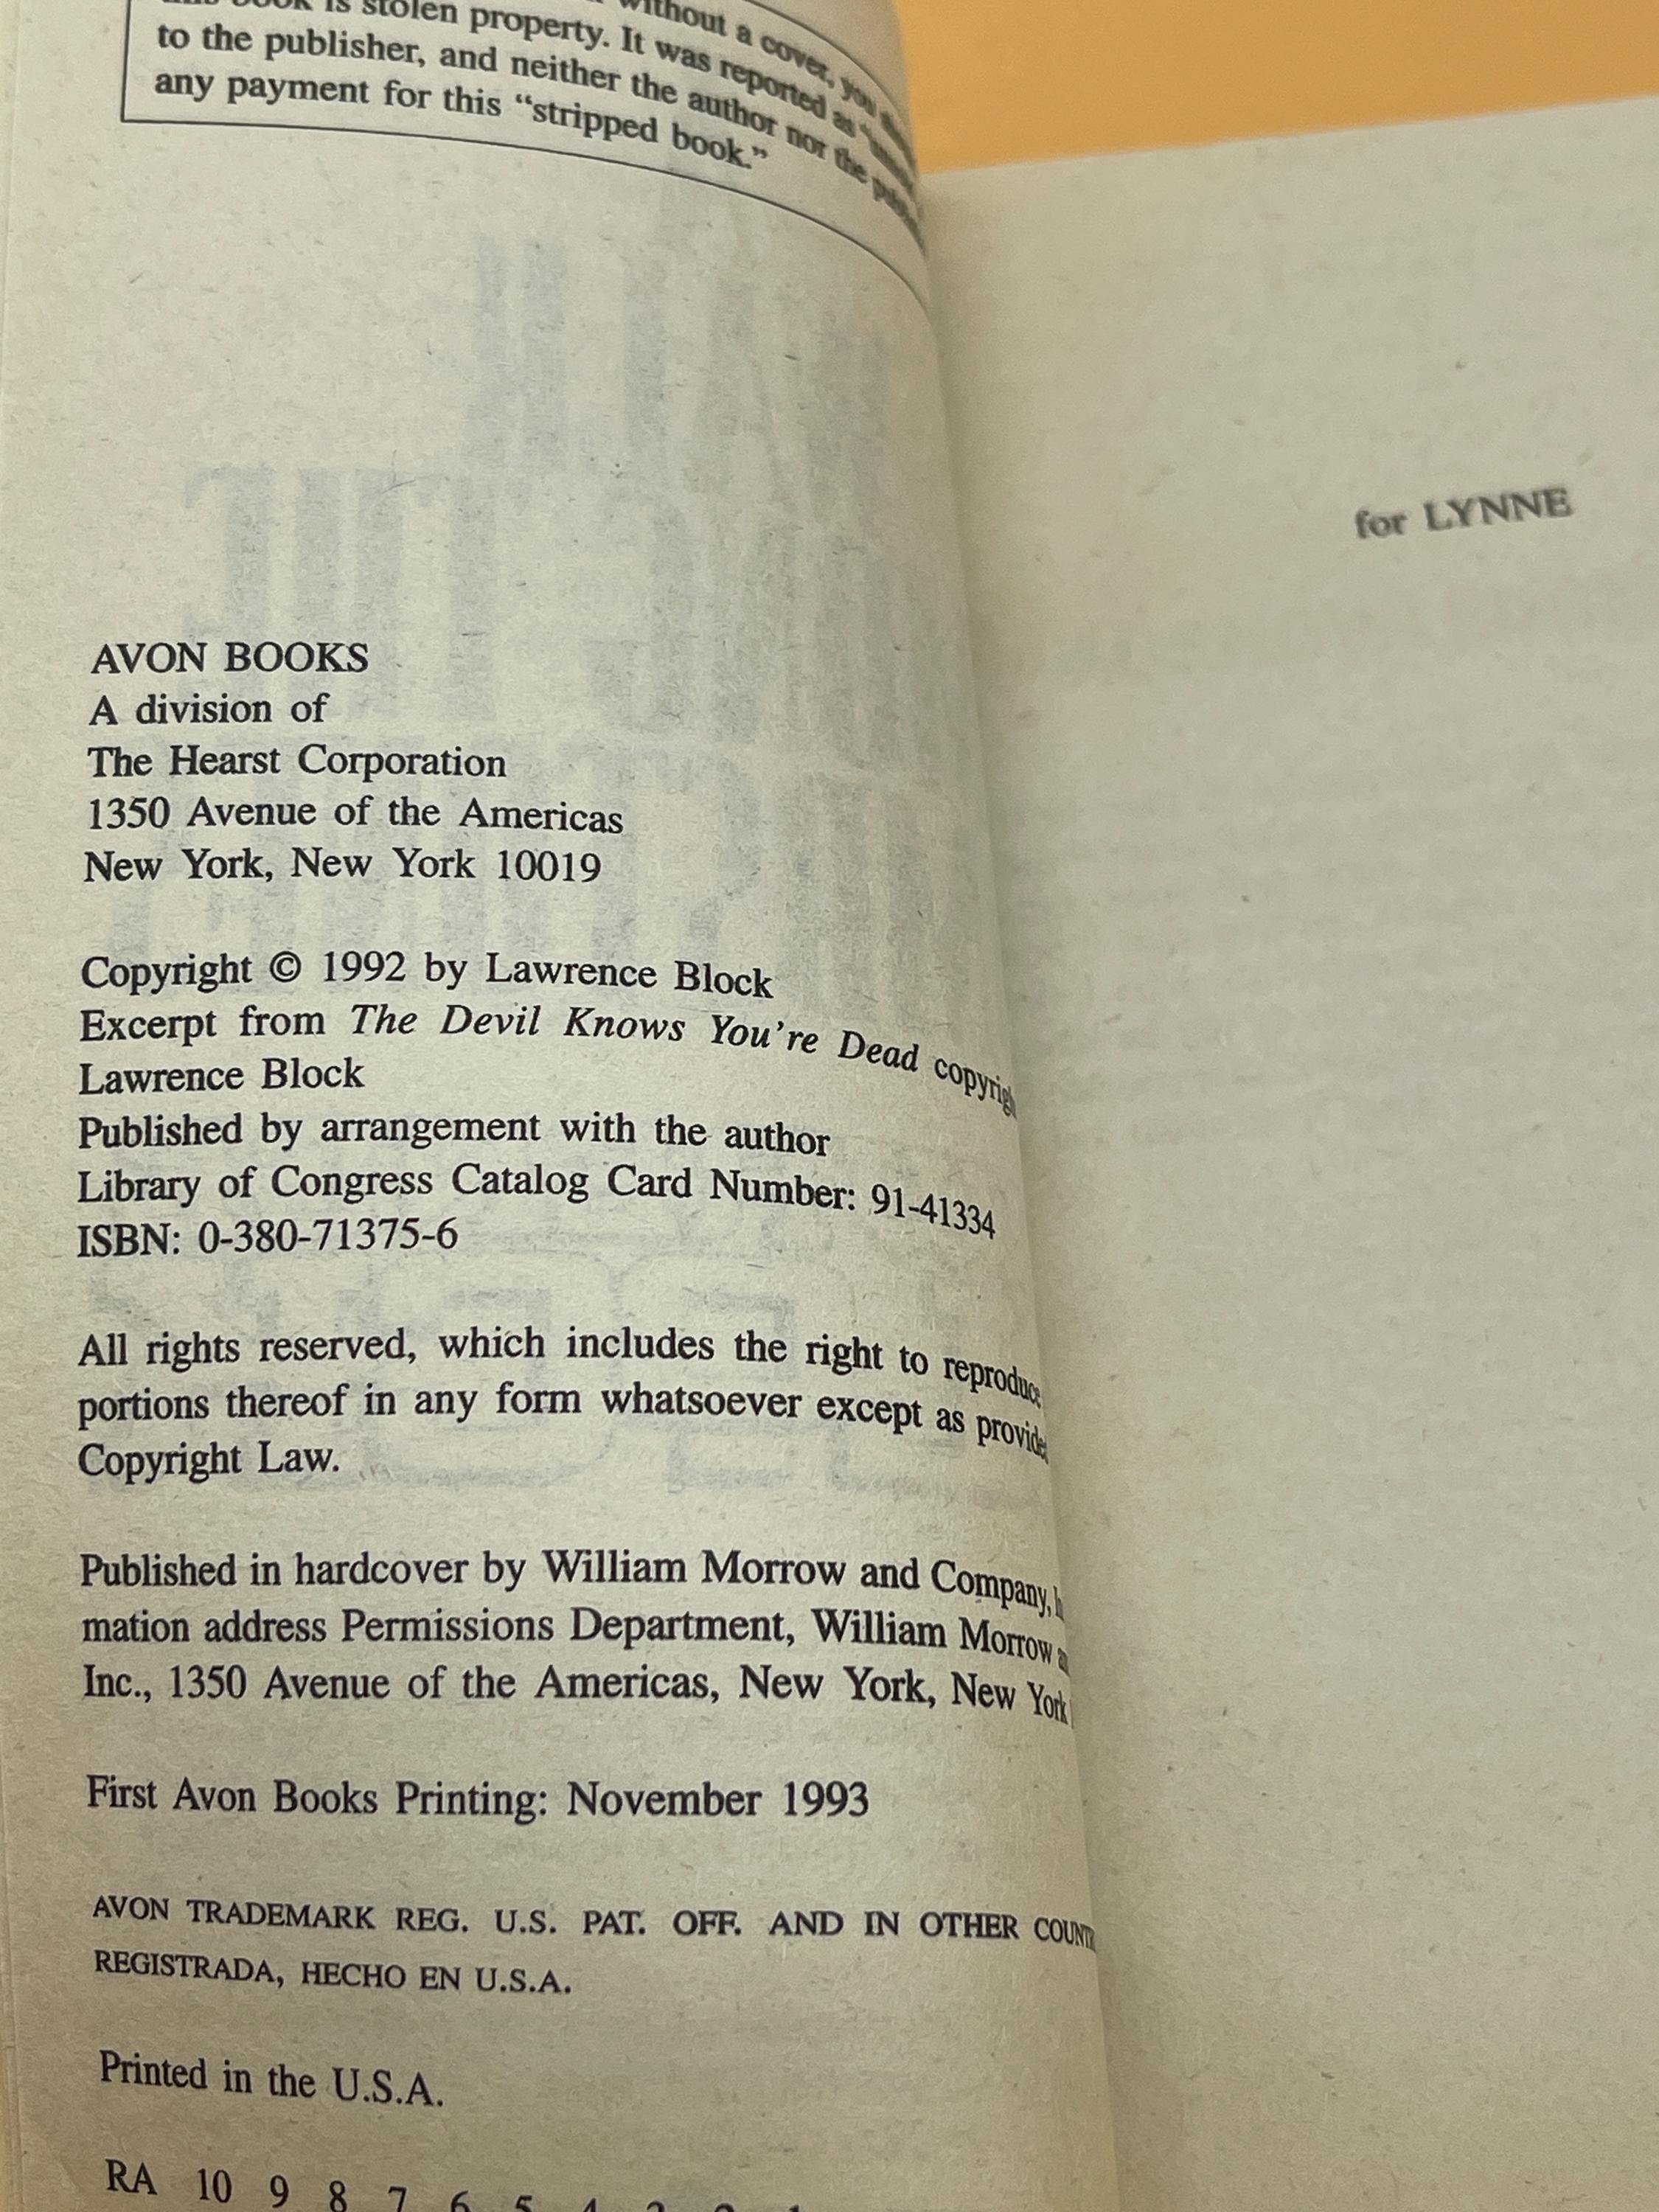 without a cover, you
book is stolen property. It was reported as
to the publisher, and neither the author nor the
any payment for this “stripped book.”
AVON BOOKS
A division of
The Hearst Corporation
1350 Avenue of the Americas
New York, New York 10019
Copyright © 1992 by Lawrence Block
Excerpt from The Devil Knows You're Dead
Lawrence Block
Published by arrangement with the author
Library of Congress Catalog Card Number: 91-41334
ISBN: 0-380-71375-6
All rights reserved, which includes the right to reproduce
portions thereof in any form whatsoever except as
Copyright Law.
Published in hardcover by William Morrow and Company,
mation address Permissions Department, William Morrow
Inc., 1350 Avenue of the Americas, New York, New York
First Avon Books Printing: November 1993
AVON TRADEMARK REG. U.S. PAT. OFF. AND IN OTHER
REGISTRADA, HECHO EN U.S.A.
Printed in the U.S.A.
RA 10 9 8 7 6 5 4 3 2 1
for LYNNE